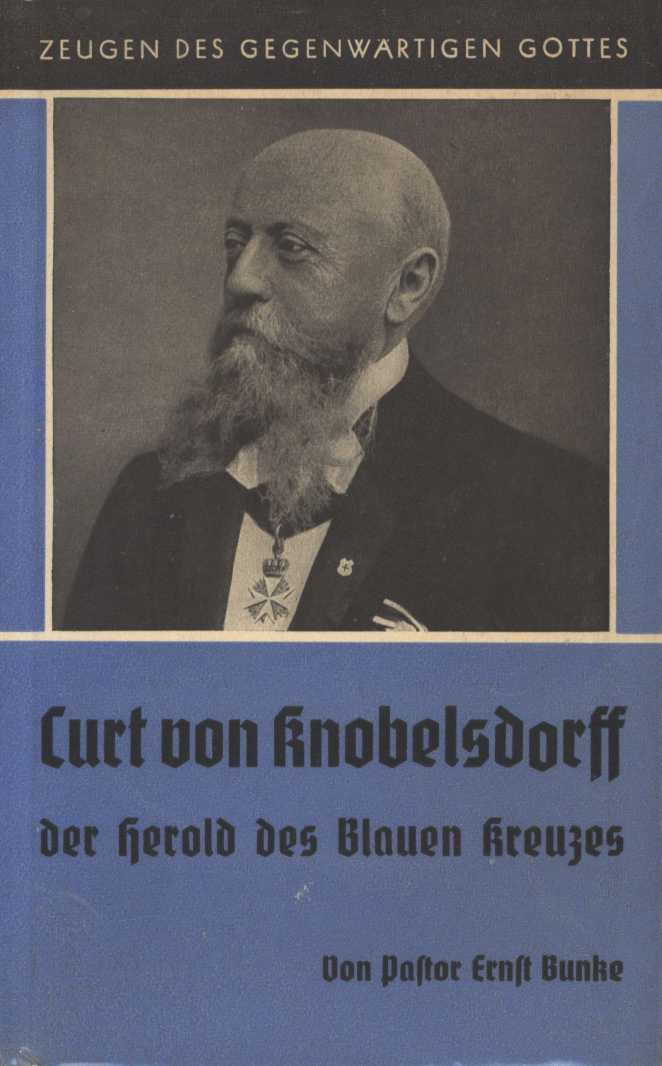 ZEUGEN DES GEGENWÄRTIGEN GOTTES
Curt von Knobelsdorff
der Herold des Blauen Kreuzes
Von Pastor Ernst Bunke